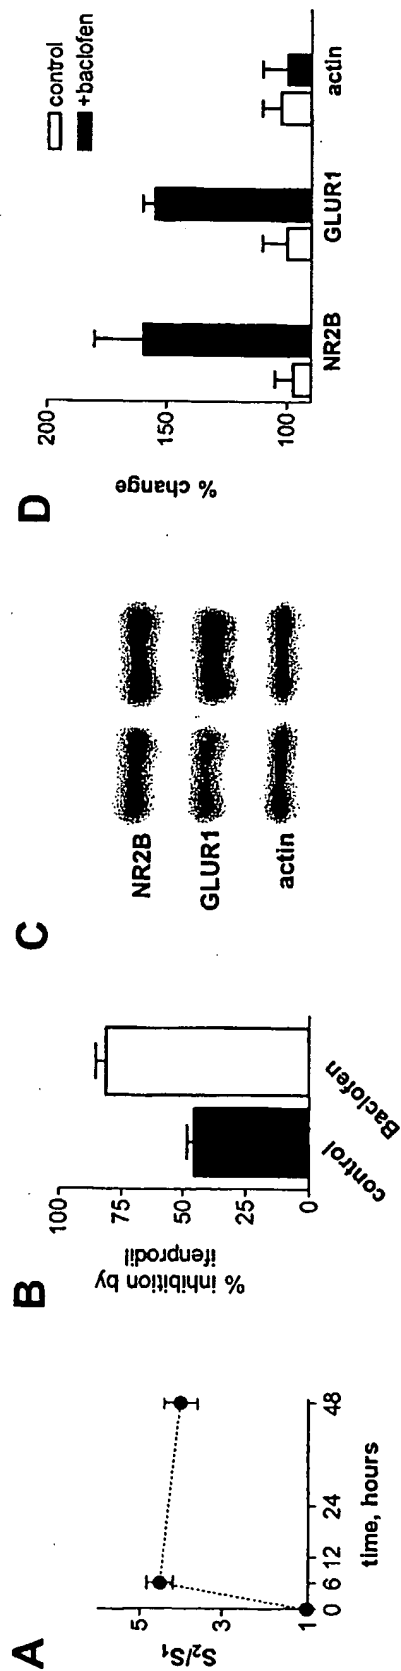 A
S₂/S₁
5
3
1
0 6 12 24 48
time, hours
B
% inhibition by
ifenprodil
100
75
50
25
0
control
Baclofen
C
NR2B
GLUR1
actin
D
% change
200
150
100
control
+baclofen
NR2B GLUR1 actin